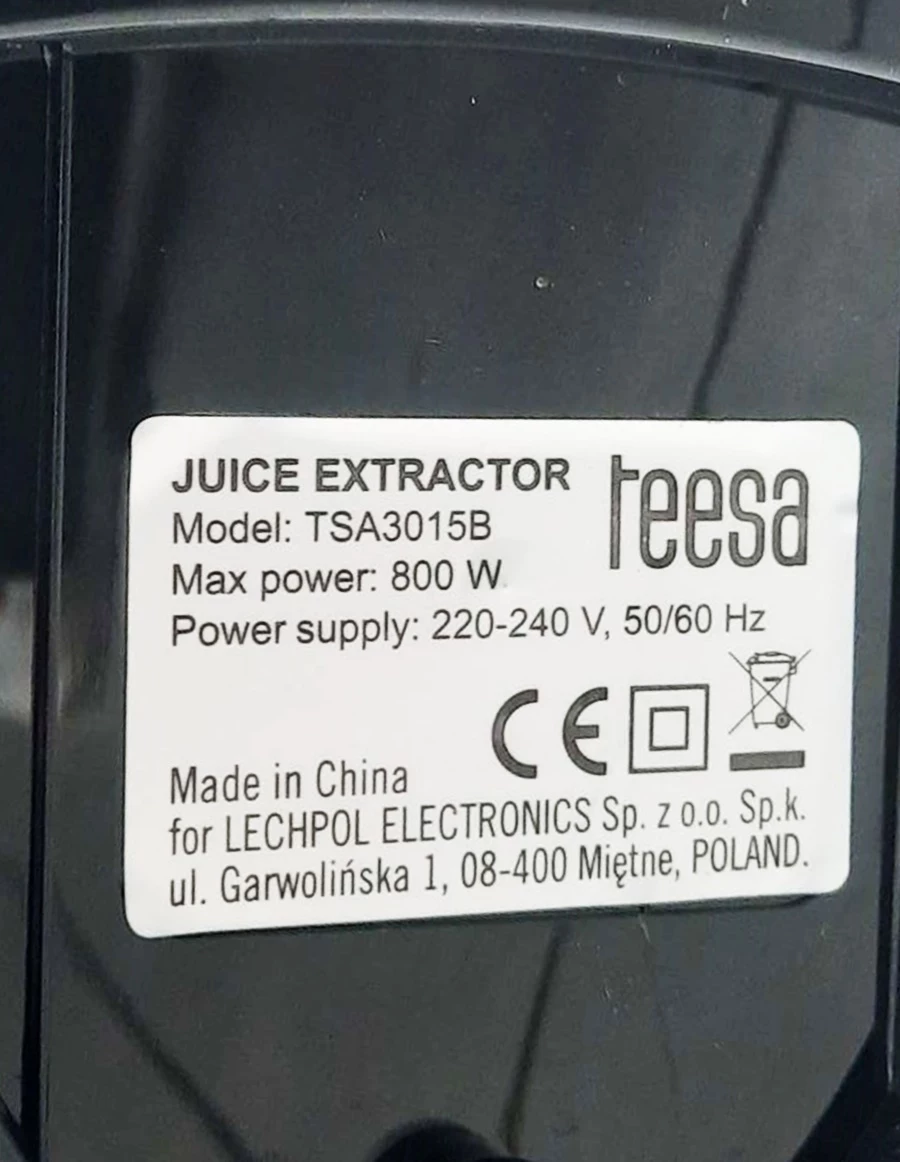 JUICE EXTRACTOR
teesa
Model: TSA3015B
Max power: 800 W
Power supply: 220-240 V, 50/60 Hz
CE
Made in China
for LECHPOL ELECTRONICS Sp. z o.o. Sp.k.
ul. Garwolińska 1, 08-400 Miętne, POLAND.